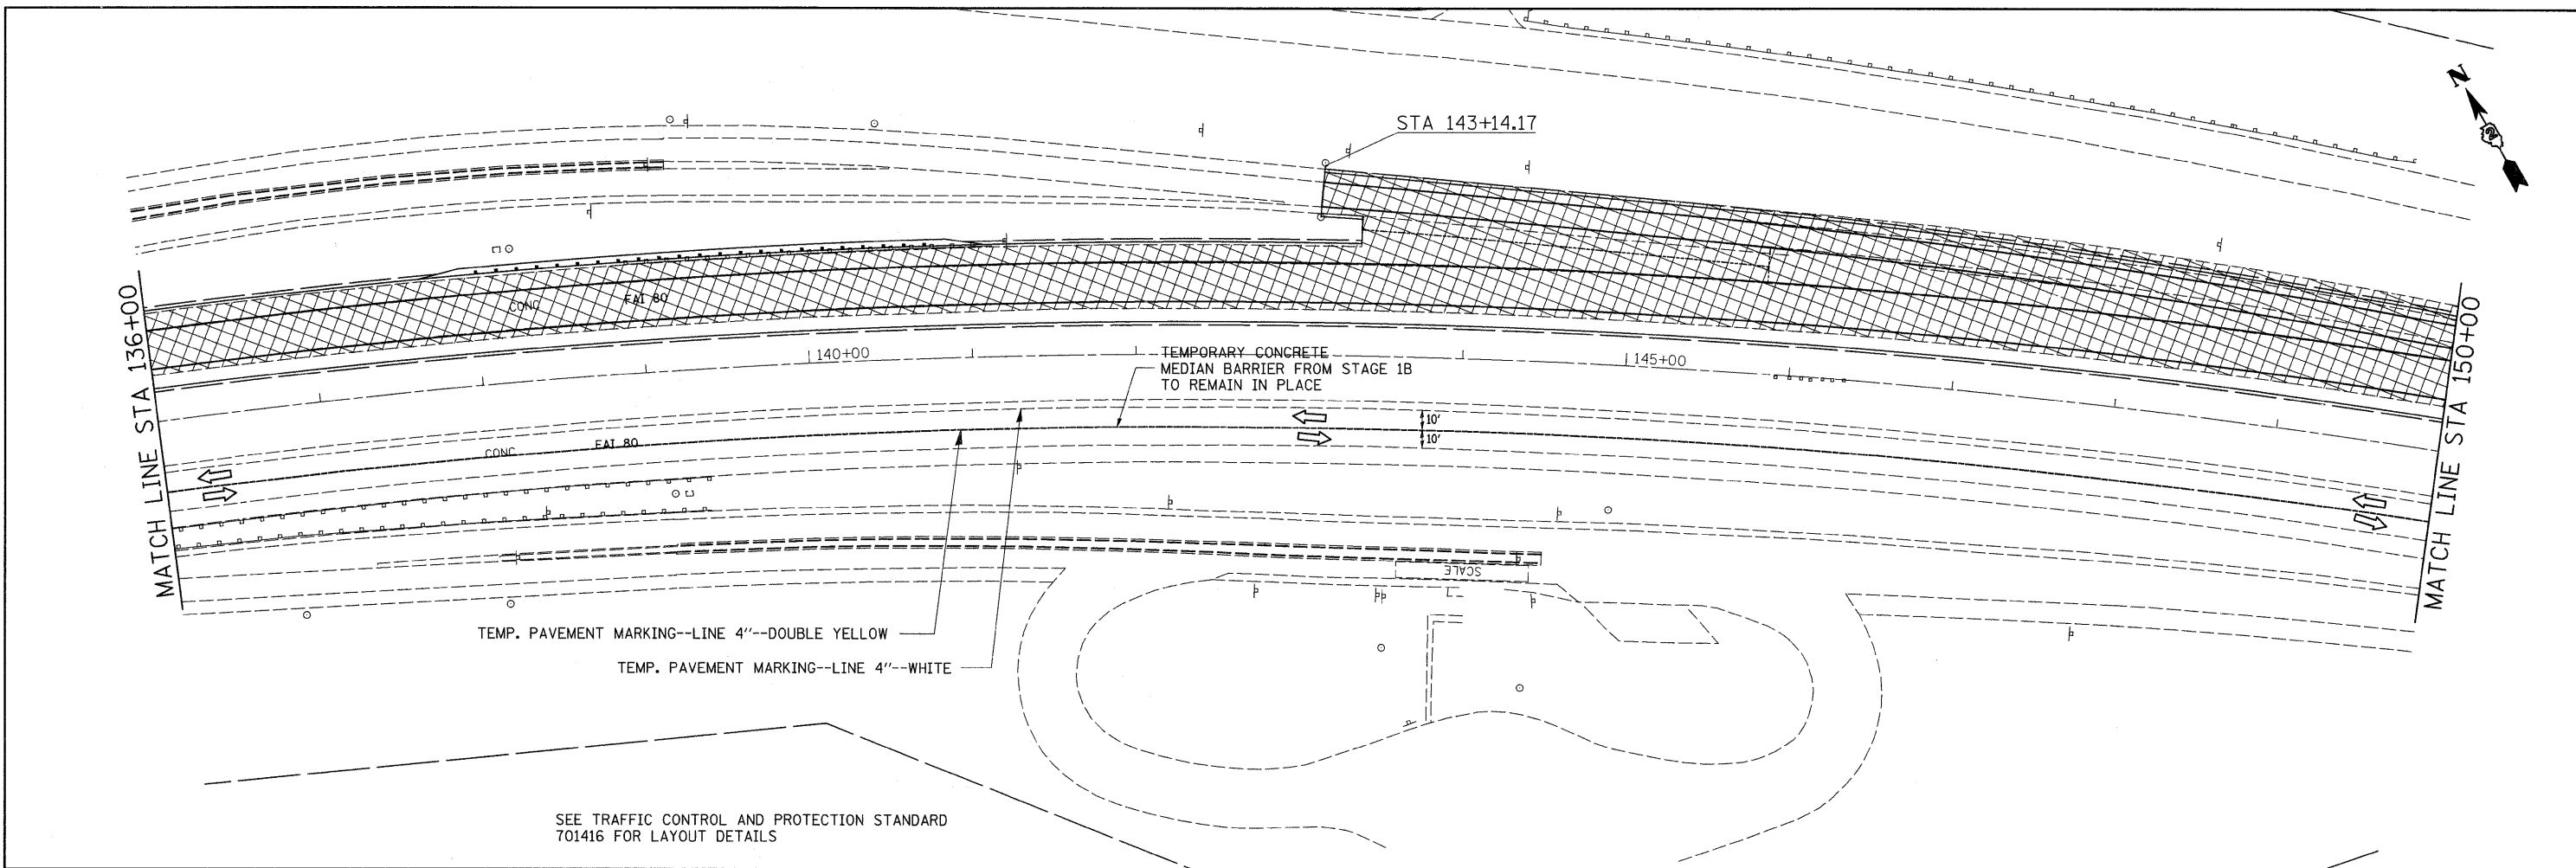 STA 143+14.17
N
MATCH LINE STA 136+00
CONC
FAI 80
140+00
TEMPORARY CONCRETE
MEDIAN BARRIER FROM STAGE 1B
TO REMAIN IN PLACE
145+00
MATCH LINE STA 150+00
10'
10'
CONC
FAI 80
SCALE
TEMP. PAVEMENT MARKING--LINE 4"--DOUBLE YELLOW
TEMP. PAVEMENT MARKING--LINE 4"--WHITE
SEE TRAFFIC CONTROL AND PROTECTION STANDARD
701416 FOR LAYOUT DETAILS